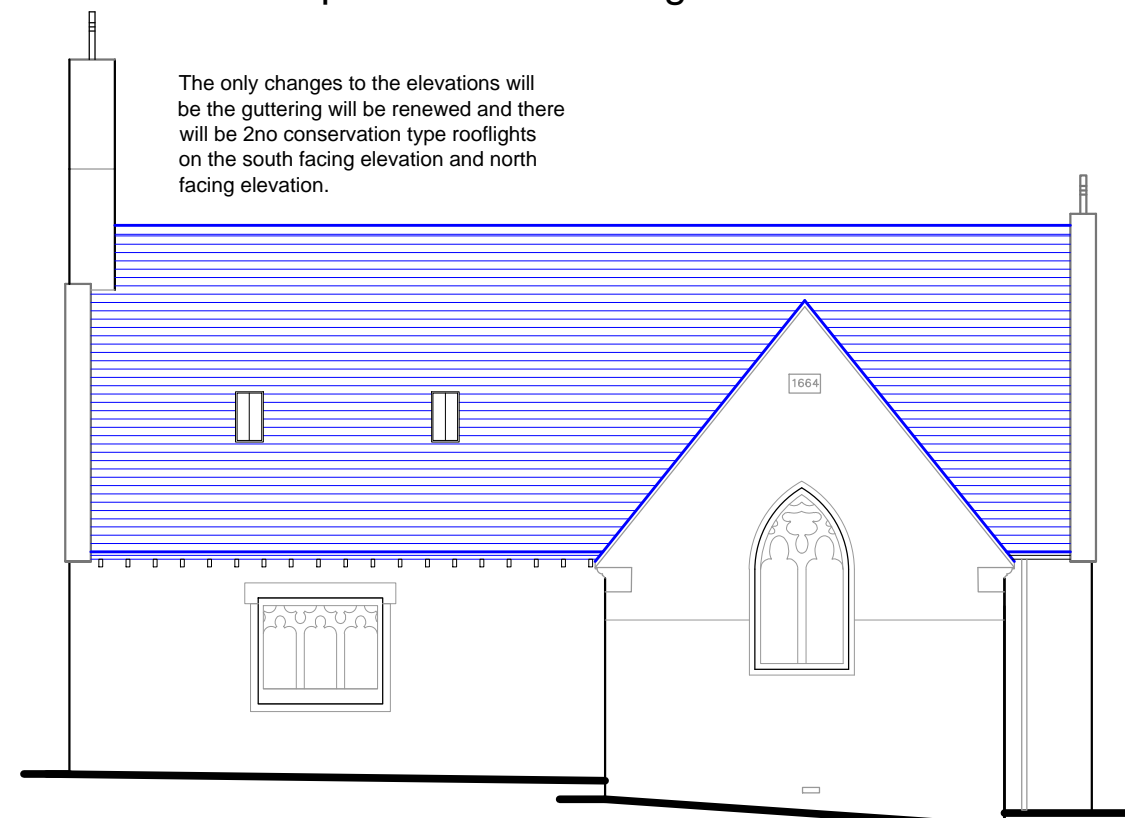 The only changes to the elevations will
be the guttering will be renewed and there
will be 2no conservation type rooflights
on the south facing elevation and north
facing elevation.
1664